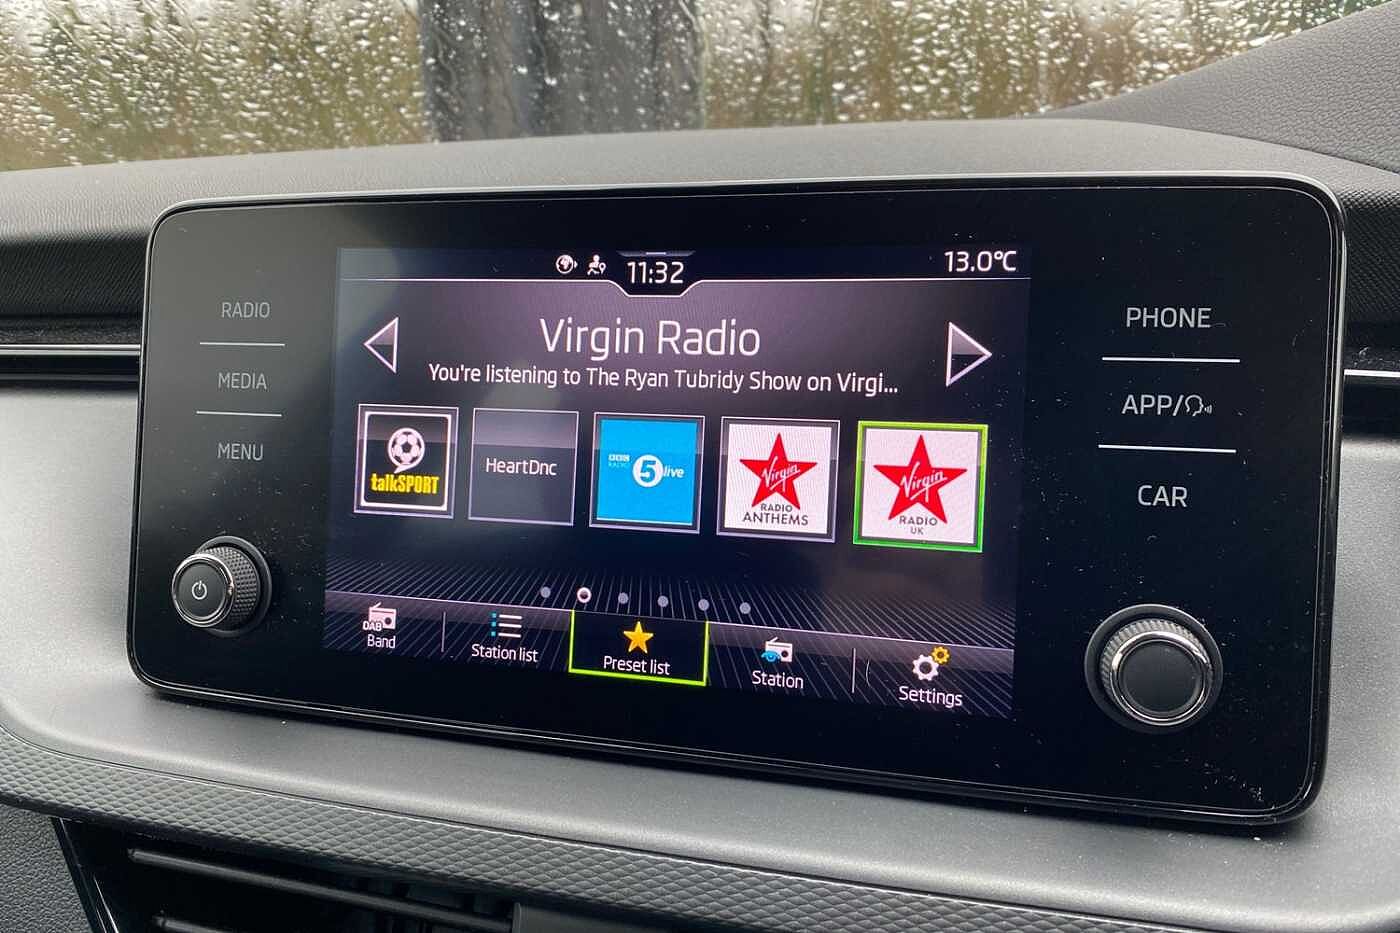 11:32
13.0°C
RADIO
MEDIA
MENU
Virgin Radio
You're listening to The Ryan Tubridy Show on Virgi...
talkSPORT
HeartDnc
BBC
RADIO
5 live
Virgin
RADIO
ANTHEMS
Virgin
RADIO
UK
DAB
Band
Station list
Preset list
Station
Settings
PHONE
APP/
CAR